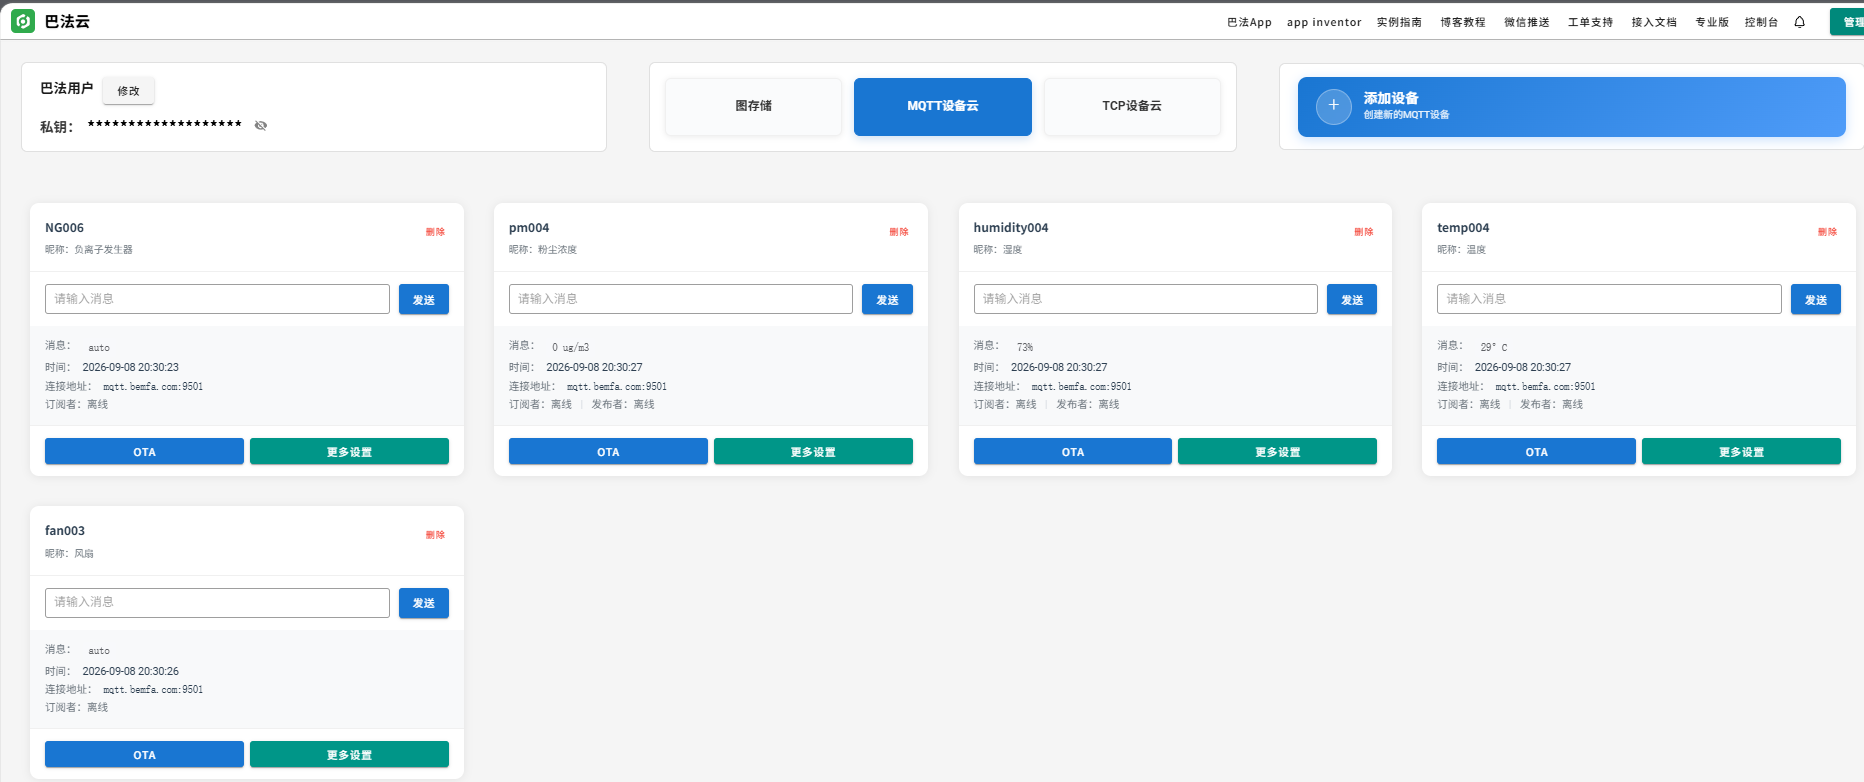 巴法云
巴法App app inventor 实例指南 博客教程 微信推送 工单支持 接入文档 专业版 控制台
巴法用户 修改
私钥： *******************
图存储 MQTT设备云 TCP设备云
添加设备
创建新的MQTT设备
NG006 删除
昵称：负离子发生器
请输入消息 发送
消息： auto
时间： 2026-09-08 20:30:23
连接地址： mqtt.bemfa.com:9501
订阅者：离线
OTA 更多设置
pm004 删除
昵称：粉尘浓度
请输入消息 发送
消息： 0 ug/m3
时间： 2026-09-08 20:30:27
连接地址： mqtt.bemfa.com:9501
订阅者：离线 | 发布者：离线
OTA 更多设置
humidity004 删除
昵称：湿度
请输入消息 发送
消息： 73%
时间： 2026-09-08 20:30:27
连接地址： mqtt.bemfa.com:9501
订阅者：离线 | 发布者：离线
OTA 更多设置
temp004 删除
昵称：温度
请输入消息 发送
消息： 29° C
时间： 2026-09-08 20:30:27
连接地址： mqtt.bemfa.com:9501
订阅者：离线 | 发布者：离线
OTA 更多设置
fan003 删除
昵称：风扇
请输入消息 发送
消息： auto
时间： 2026-09-08 20:30:26
连接地址： mqtt.bemfa.com:9501
订阅者：离线
OTA 更多设置